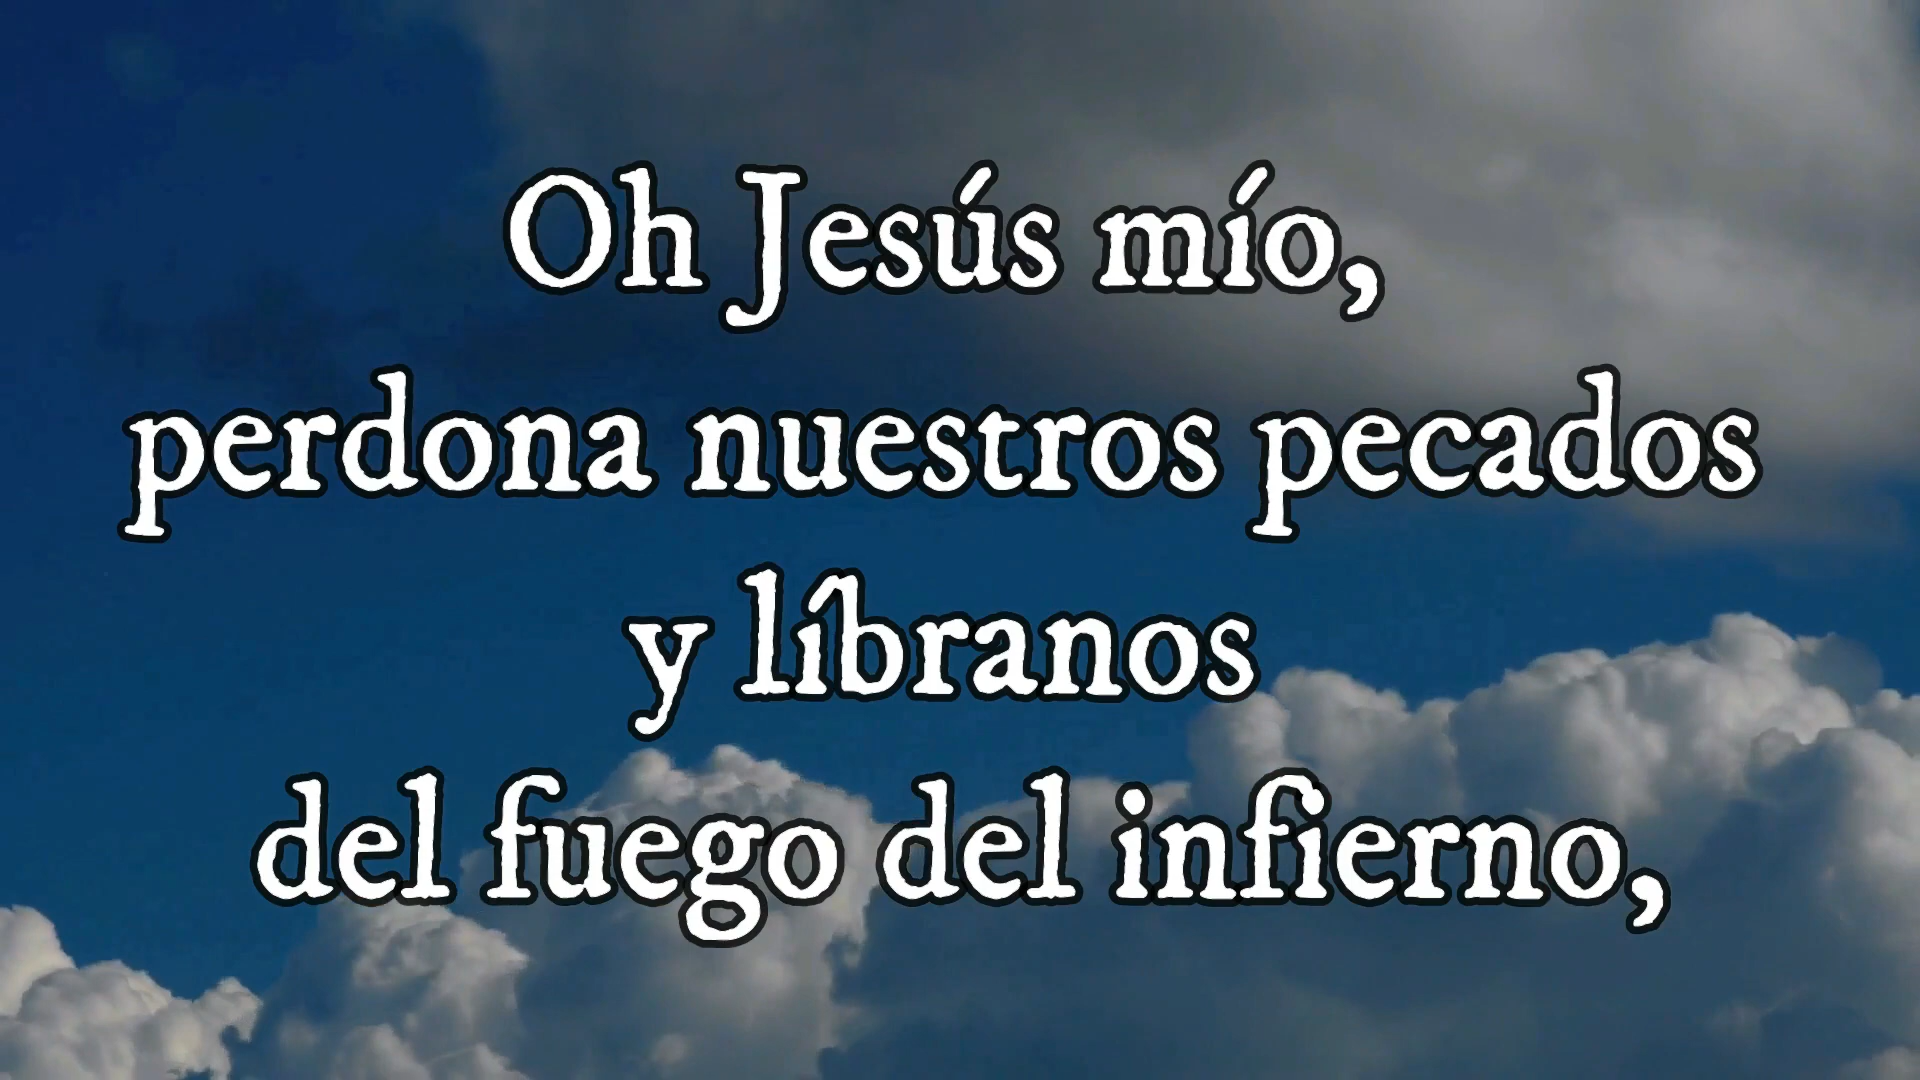 Oh Jesús mío,
perdona nuestros pecados
y líbranos
del fuego del infierno,